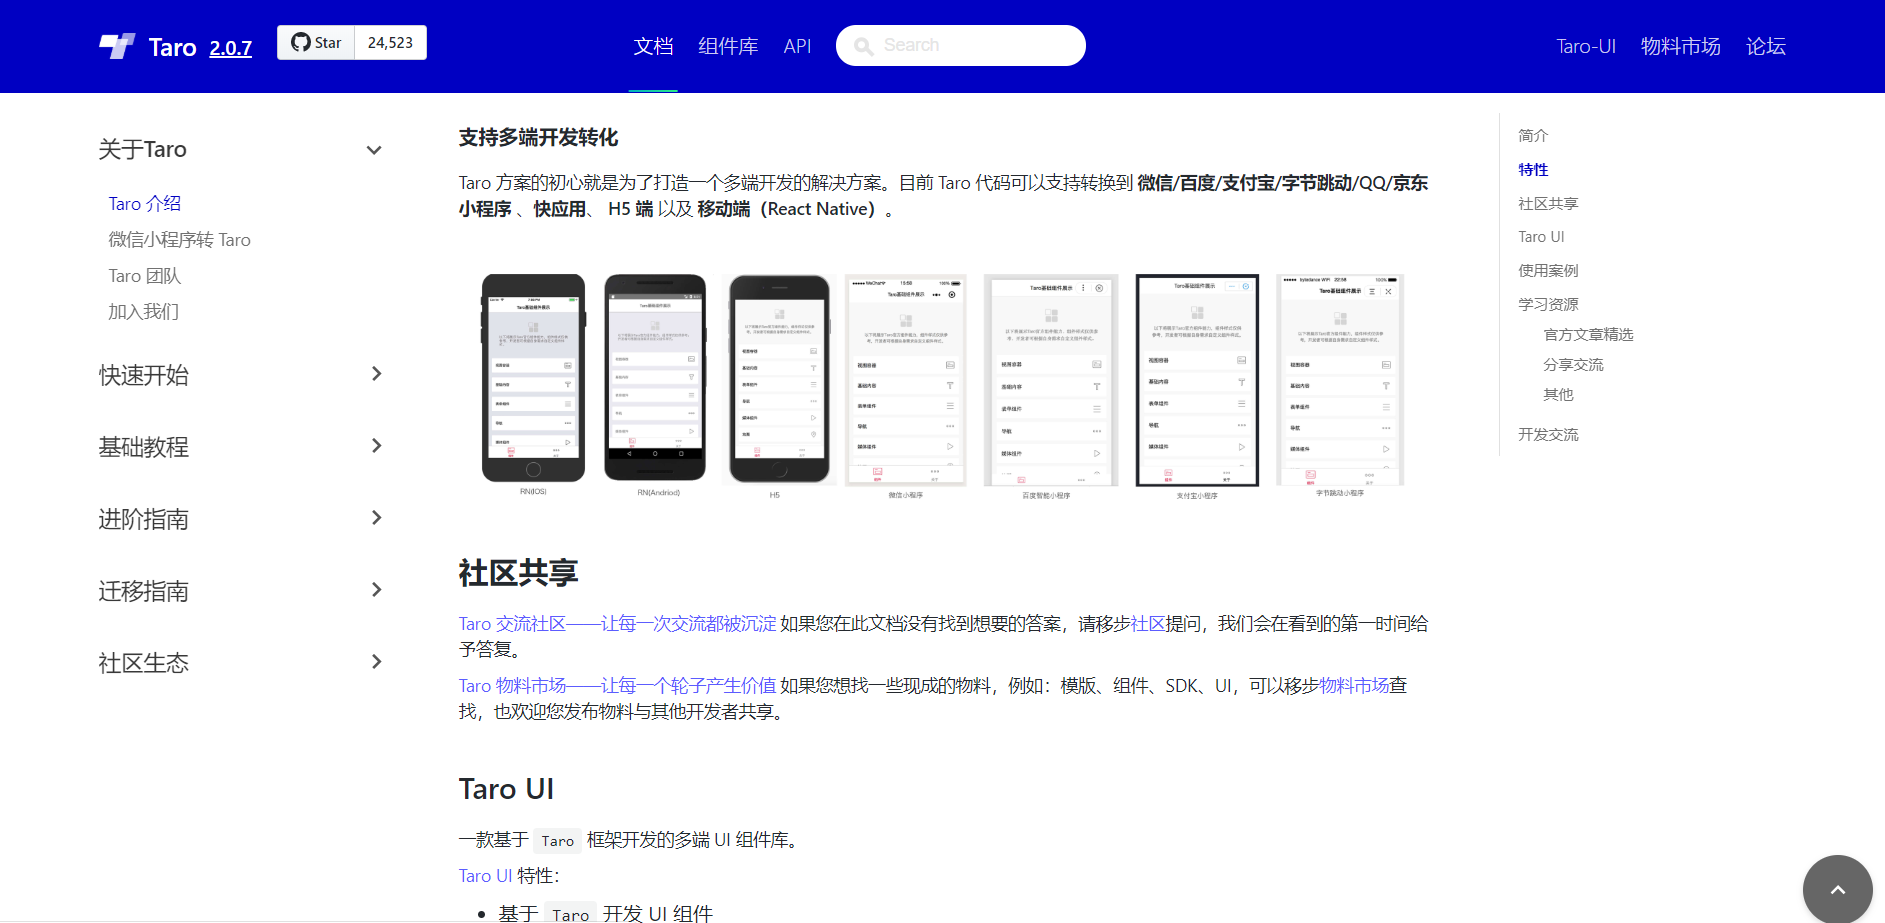 Taro 2.0.7
Star 24,523
文档 组件库 API Search
Taro-UI 物料市场 论坛
关于Taro
Taro 介绍
微信小程序转 Taro
Taro 团队
加入我们
快速开始
基础教程
进阶指南
迁移指南
社区生态
支持多端开发转化
Taro 方案的初心就是为了打造一个多端开发的解决方案。目前 Taro 代码可以支持转换到 微信/百度/支付宝/字节跳动/QQ/京东
小程序 、快应用、 H5 端 以及 移动端（React Native）。
RN(IOS)
RN(Andriod)
H5
微信小程序
百度智能小程序
支付宝小程序
字节跳动小程序
社区共享
Taro 交流社区——让每一次交流都被沉淀 如果您在此文档没有找到想要的答案，请移步社区提问，我们会在看到的第一时间给
予答复。
Taro 物料市场——让每一个轮子产生价值 如果您想找一些现成的物料，例如：模版、组件、SDK、UI，可以移步物料市场查
找，也欢迎您发布物料与其他开发者共享。
Taro UI
一款基于 Taro 框架开发的多端 UI 组件库。
Taro UI 特性：
基于 Taro 开发 UI 组件
简介
特性
社区共享
Taro UI
使用案例
学习资源
官方文章精选
分享交流
其他
开发交流